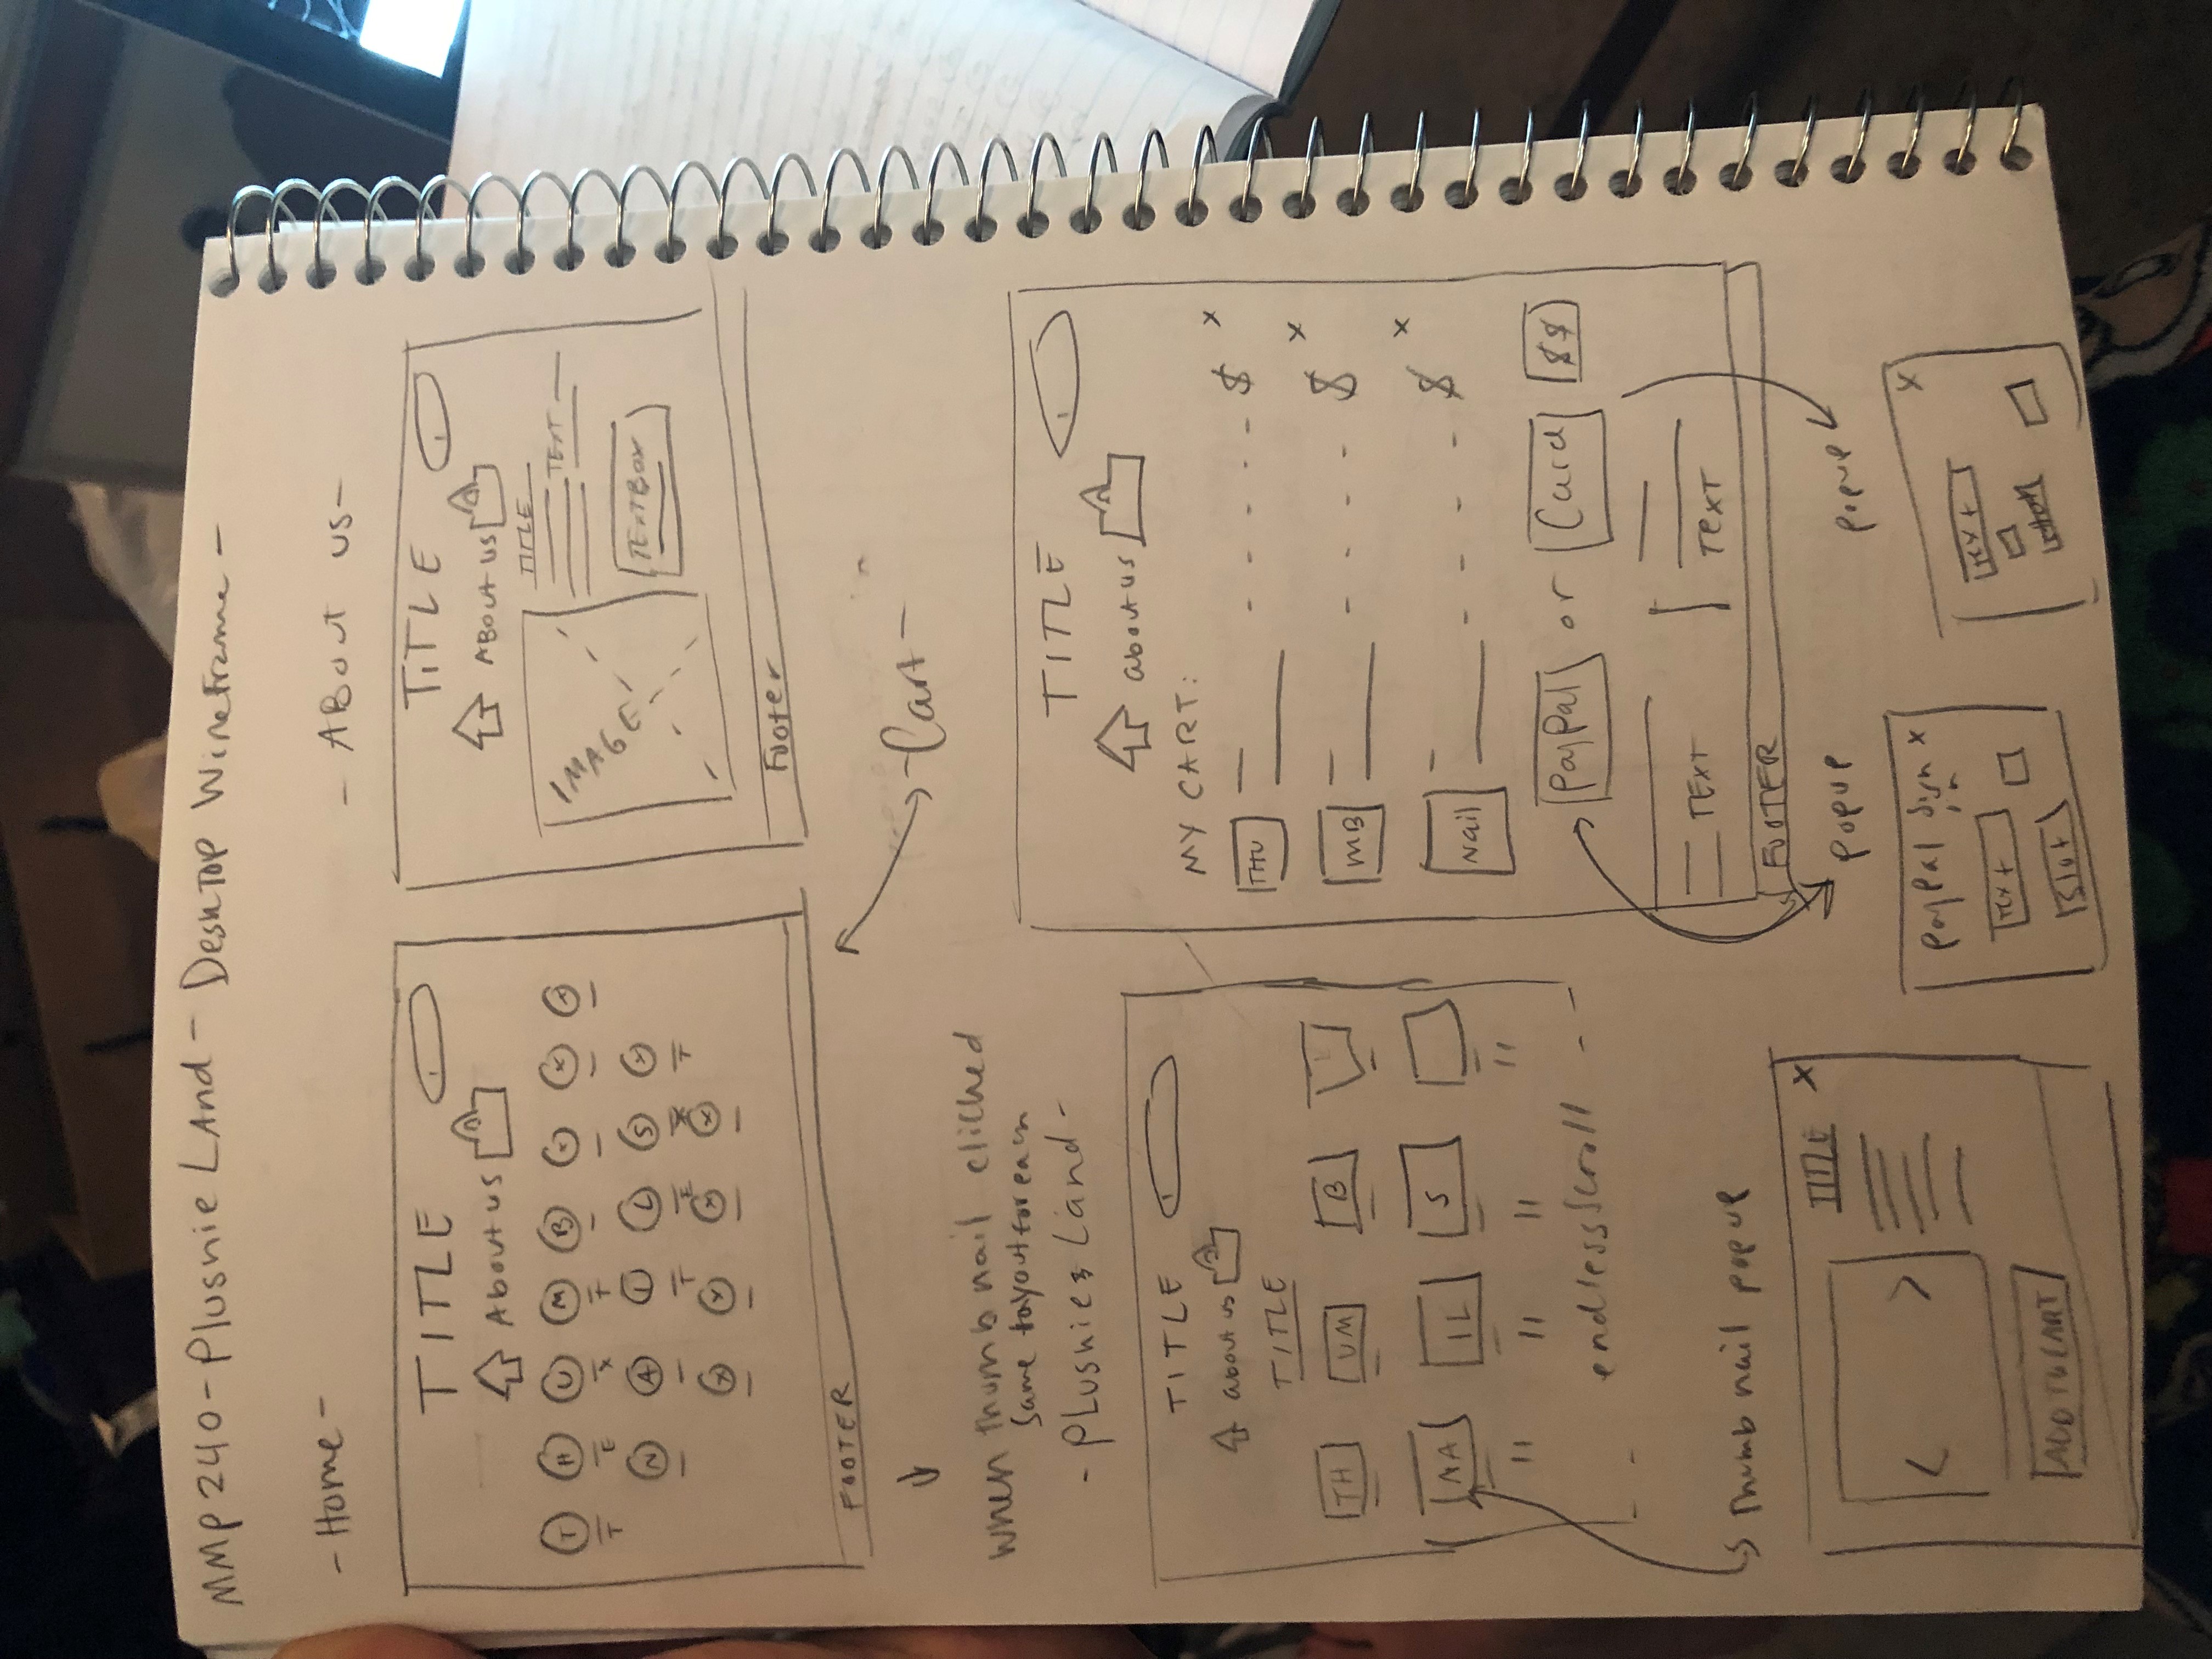 MMP 240 - Plushie Land - Desktop Wireframe -
- Home -
TITLE
About us
T H U M B x x x
T E X T
N A I L S x
T E X T
x x x x
FOOTER
- About us -
TITLE
About us
IMAGE
TITLE
TEXT
TEXTBOX
Footer
- Cart -
when thumbnail clicked
same layout for each
- Plushies Land -
TITLE
about us
TITLE
TH UM B L
NA IL S
endless scroll
TITLE
about us
MY CART:
THU $ x
MB $ x
Nail $ x
PayPal or Card $$
TEXT TEXT
FOOTER
Thumbnail popup
TITLE X
< >
ADD TO CART
popup
PayPal Sign x
in
Text
Slot
popup
x
Text